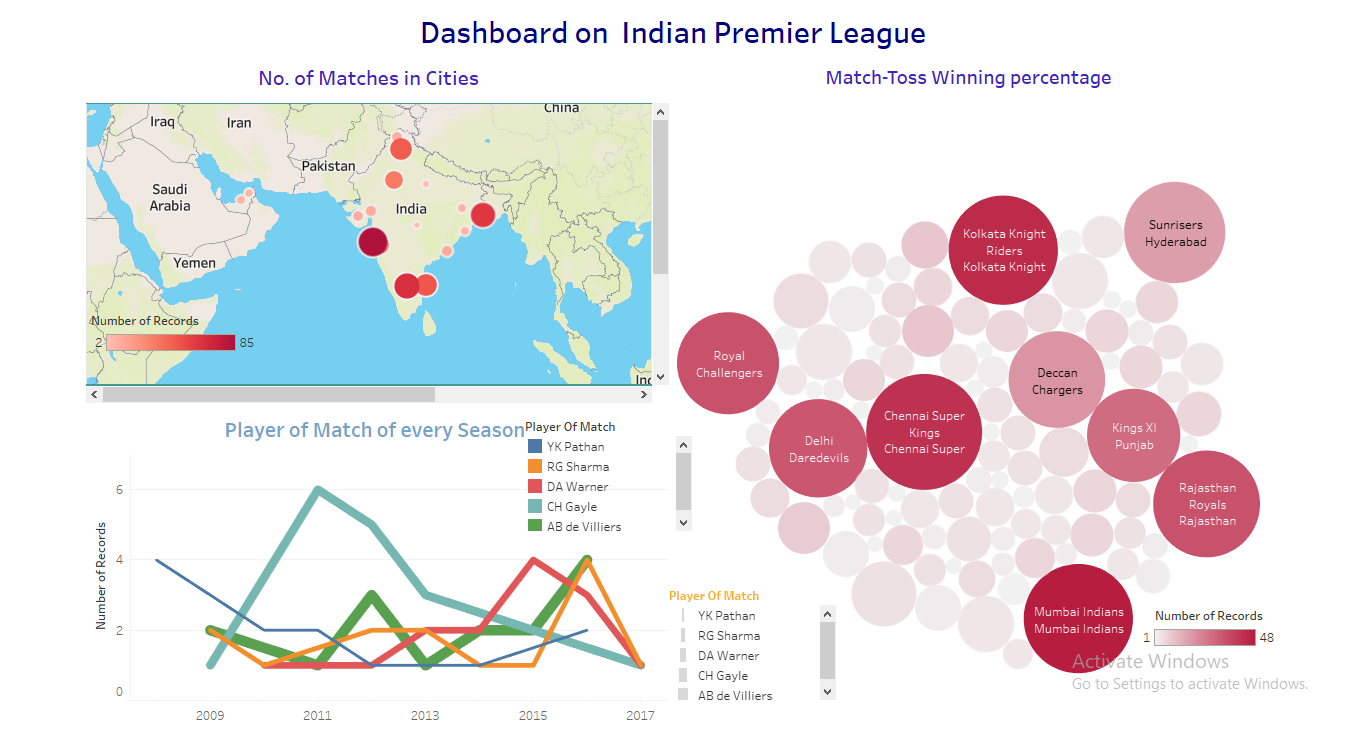 Dashboard on Indian Premier League
No. of Matches in Cities
China
Iraq
Iran
Pakistan
Saudi
Arabia
India
Yemen
Number of Records
2
85
Match-Toss Winning percentage
Kolkata Knight
Riders
Kolkata Knight
Sunrisers
Hyderabad
Royal
Challengers
Deccan
Chargers
Chennai Super
Kings
Chennai Super
Kings XI
Punjab
Delhi
Daredevils
Rajasthan
Royals
Rajasthan
Mumbai Indians
Mumbai Indians
Number of Records
1
48
Player of Match of every Season
Player Of Match
YK Pathan
RG Sharma
DA Warner
CH Gayle
AB de Villiers
Number of Records
6
4
2
0
2009
2011
2013
2015
2017
Player Of Match
YK Pathan
RG Sharma
DA Warner
CH Gayle
AB de Villiers
Activate Windows
Go to Settings to activate Windows.